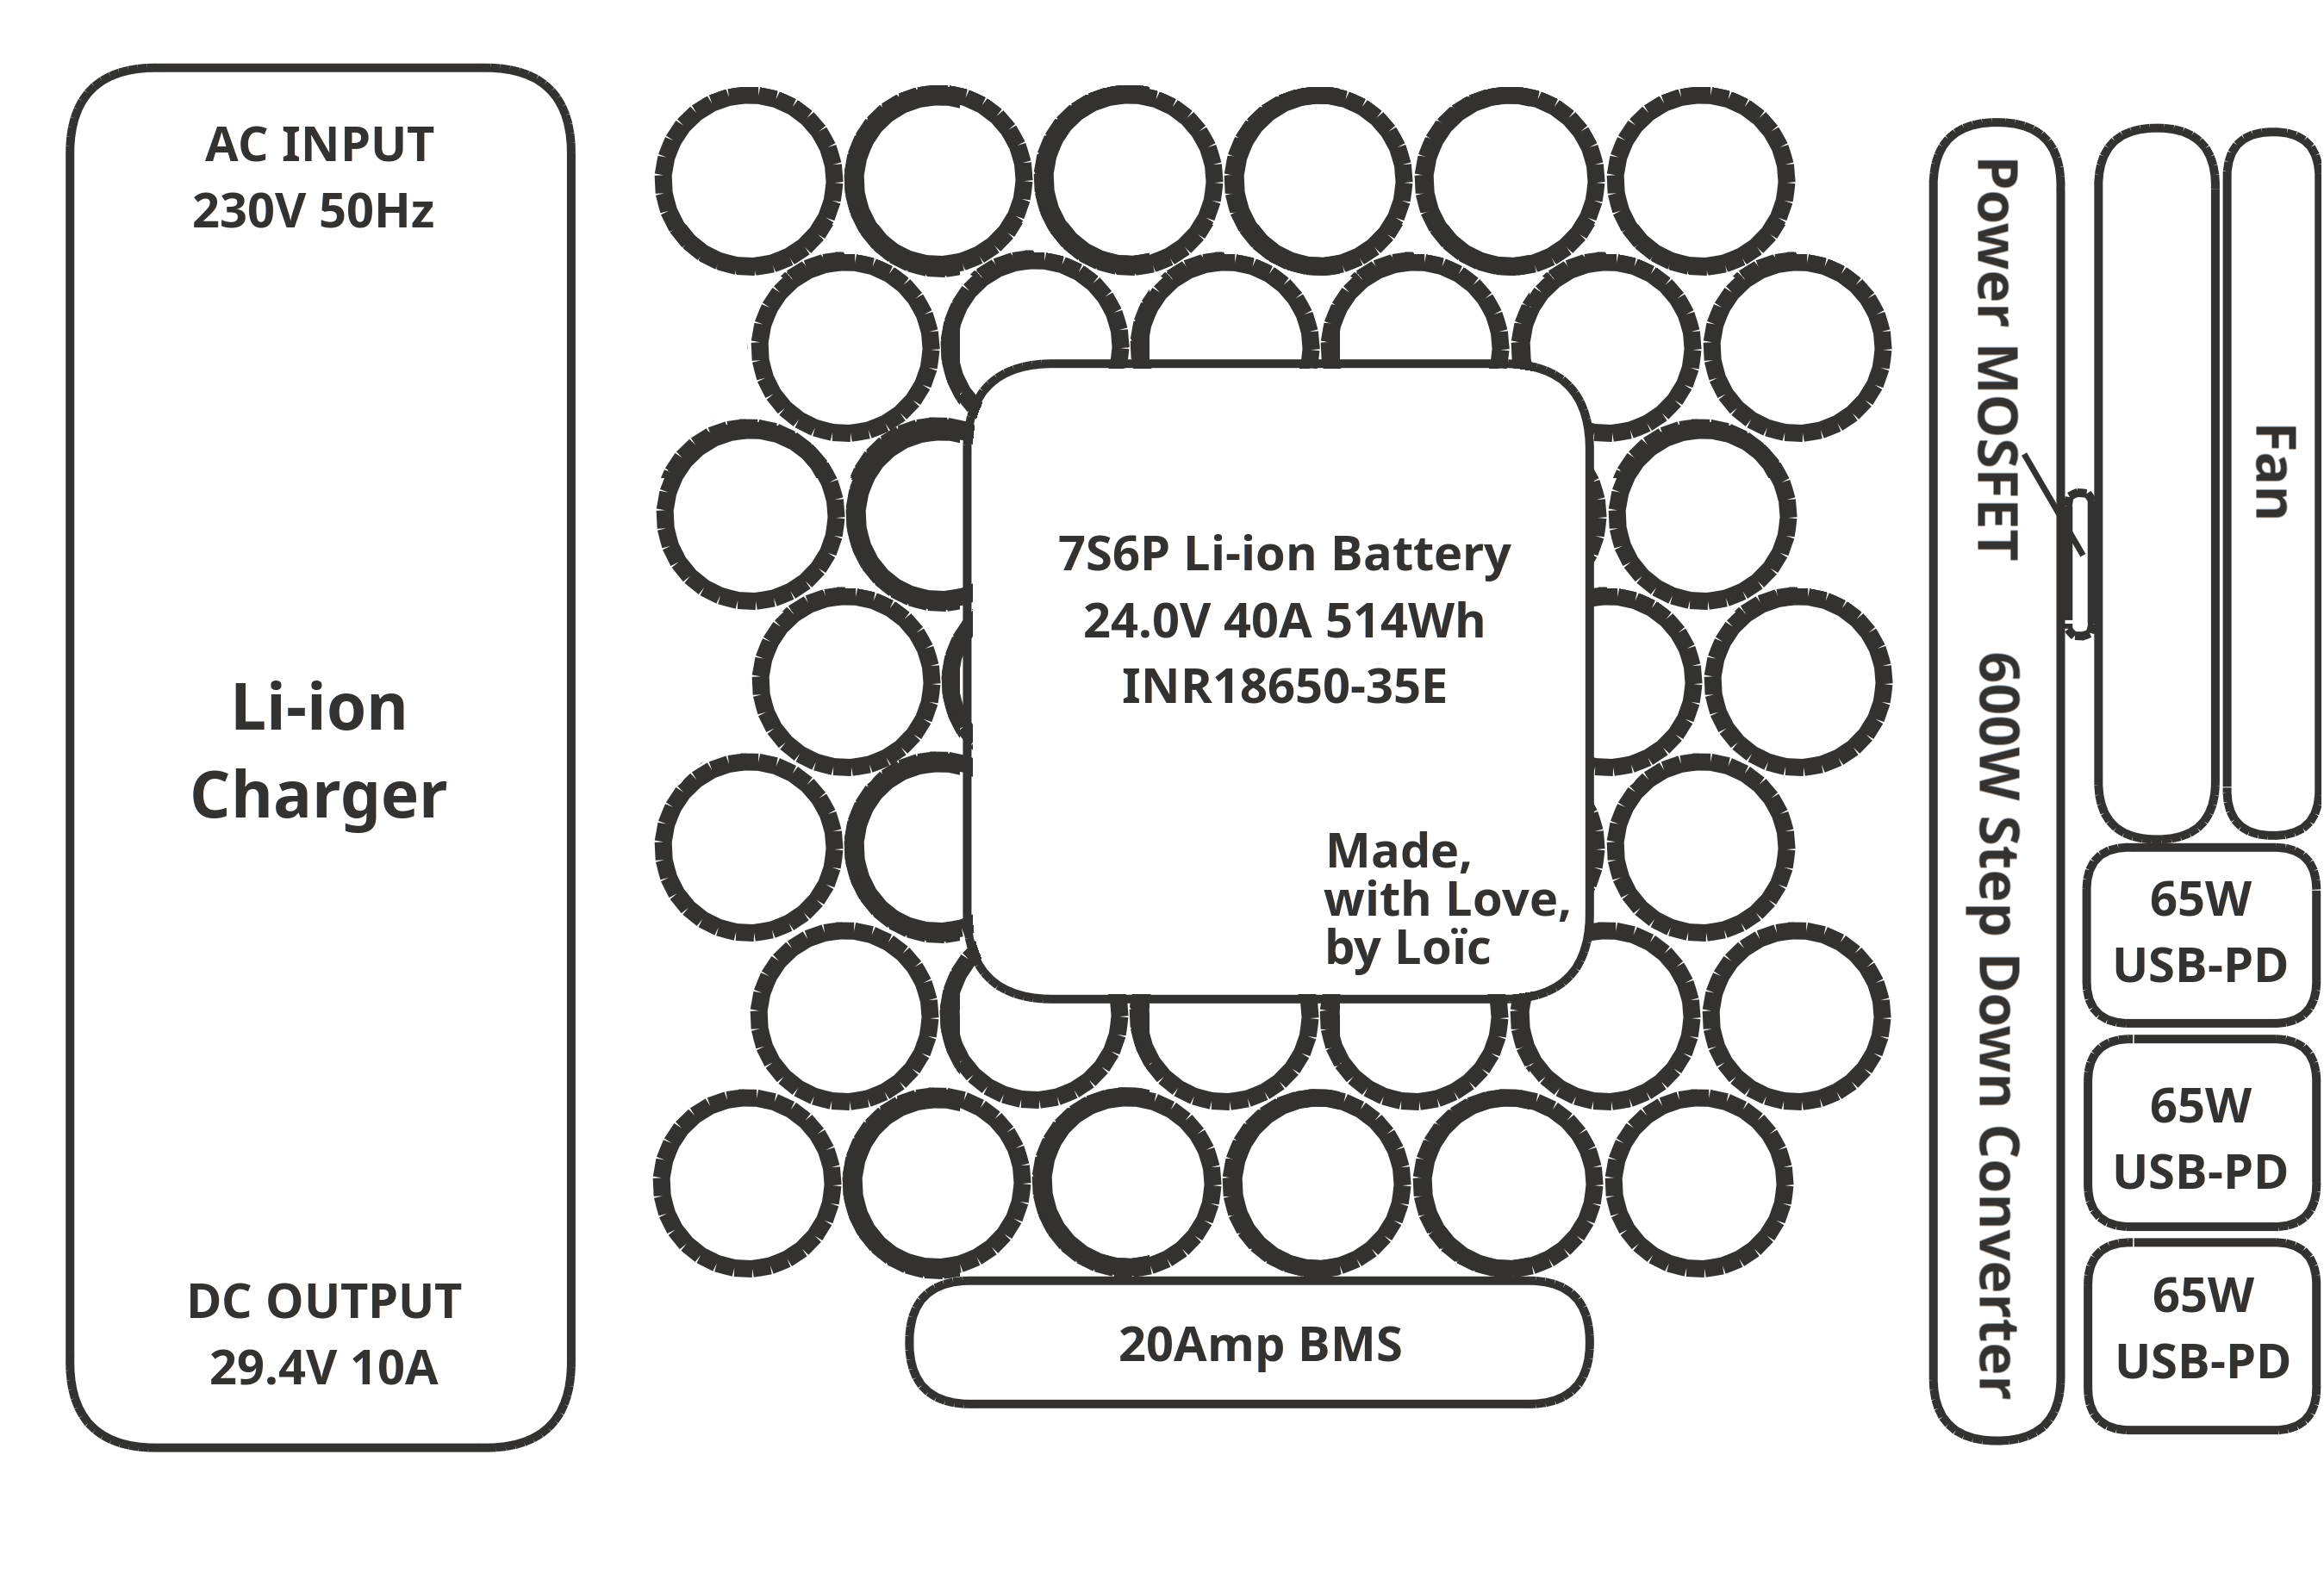 AC INPUT
230V 50Hz
Li-ion
Charger
DC OUTPUT
29.4V 10A
7S6P Li-ion Battery
24.0V 40A 514Wh
INR18650-35E
Made,
with Love,
by Loïc
20Amp BMS
Power MOSFET
600W Step Down Converter
Fan
65W
USB-PD
65W
USB-PD
65W
USB-PD